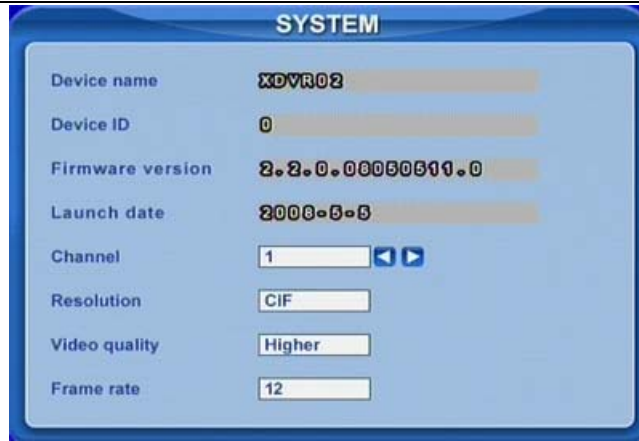 SYSTEM
Device name XDVR02
Device ID 0
Firmware version 2.2.0.08050511.0
Launch date 2008-5-5
Channel 1
Resolution CIF
Video quality Higher
Frame rate 12